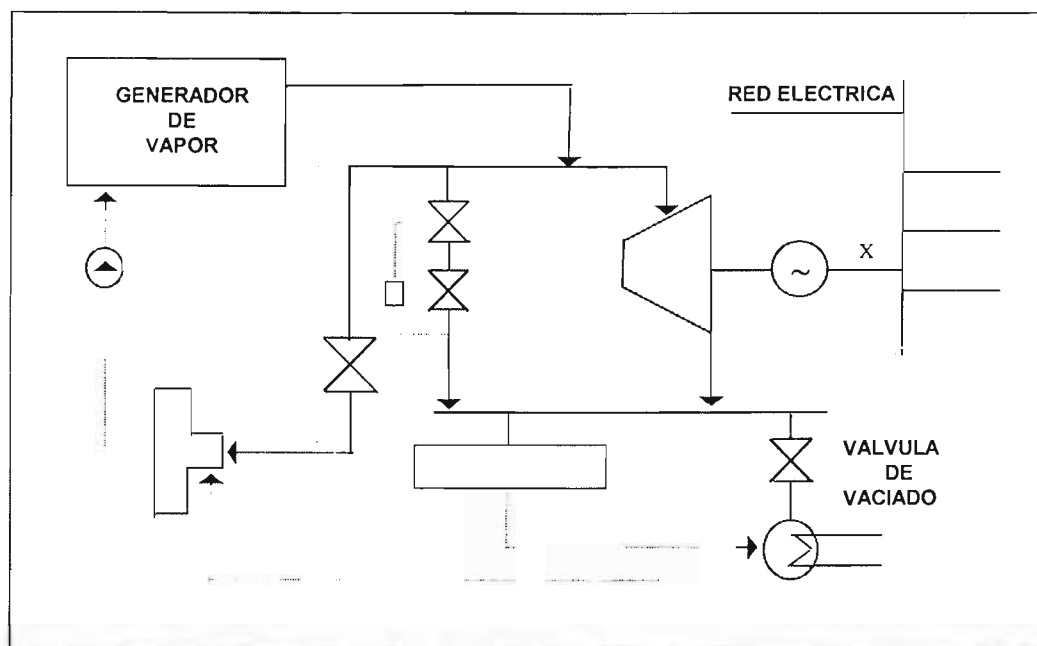 GENERADOR
DE
VAPOR
RED ELECTRICA
X
~
VALVULA
DE
VACIADO